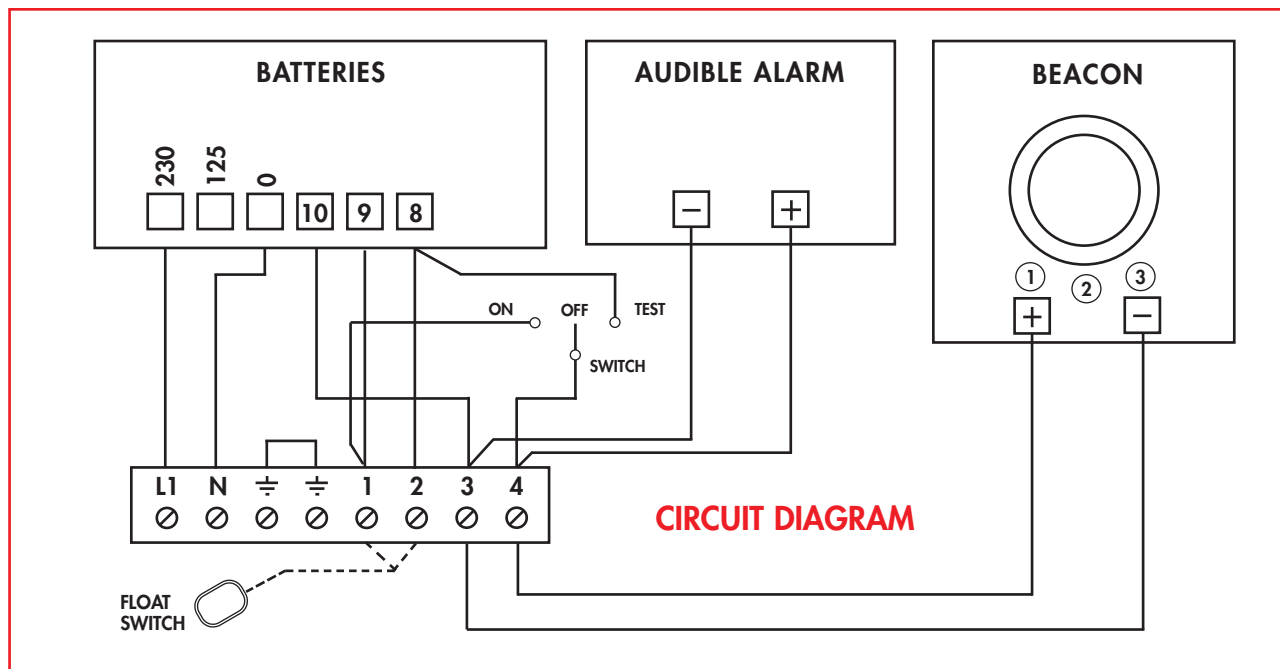 BATTERIES
230
125
0
10
9
8
AUDIBLE ALARM
−
+
BEACON
1
2
3
+
−
ON
OFF
TEST
SWITCH
L1 N 1 2 3 4
CIRCUIT DIAGRAM
FLOAT
SWITCH